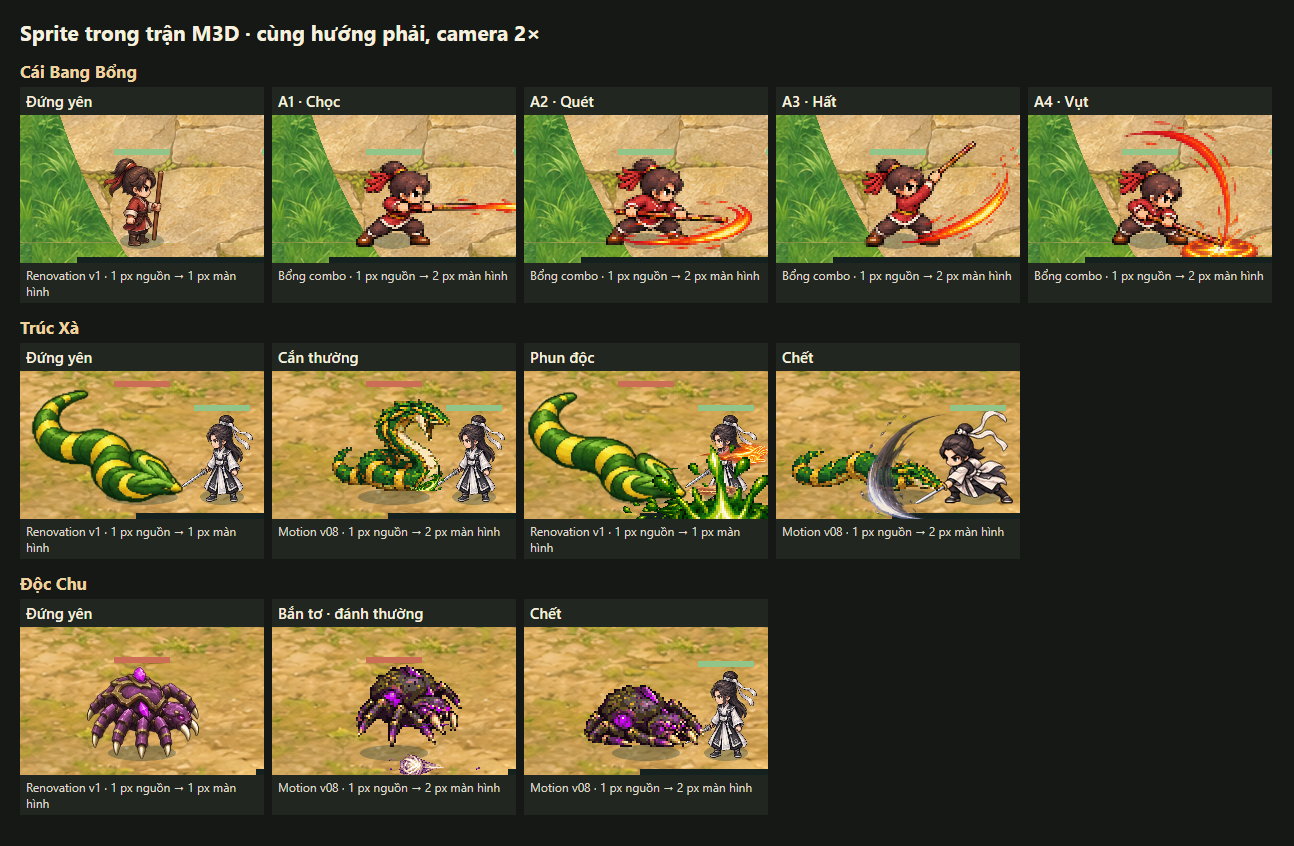 Sprite trong trận M3D · cùng hướng phải, camera 2×
Cái Bang Bổng
Đứng yên
A1 · Chọc
A2 · Quét
A3 · Hất
A4 · Vụt
Renovation v1 · 1 px nguồn → 1 px màn
hình
Bổng combo · 1 px nguồn → 2 px màn hình
Bổng combo · 1 px nguồn → 2 px màn hình
Bổng combo · 1 px nguồn → 2 px màn hình
Bổng combo · 1 px nguồn → 2 px màn hình
Trúc Xà
Đứng yên
Cắn thường
Phun độc
Chết
Renovation v1 · 1 px nguồn → 1 px màn
hình
Motion v08 · 1 px nguồn → 2 px màn hình
Renovation v1 · 1 px nguồn → 1 px màn
hình
Motion v08 · 1 px nguồn → 2 px màn hình
Độc Chu
Đứng yên
Bắn tơ · đánh thường
Chết
Renovation v1 · 1 px nguồn → 1 px màn
hình
Motion v08 · 1 px nguồn → 2 px màn hình
Motion v08 · 1 px nguồn → 2 px màn hình